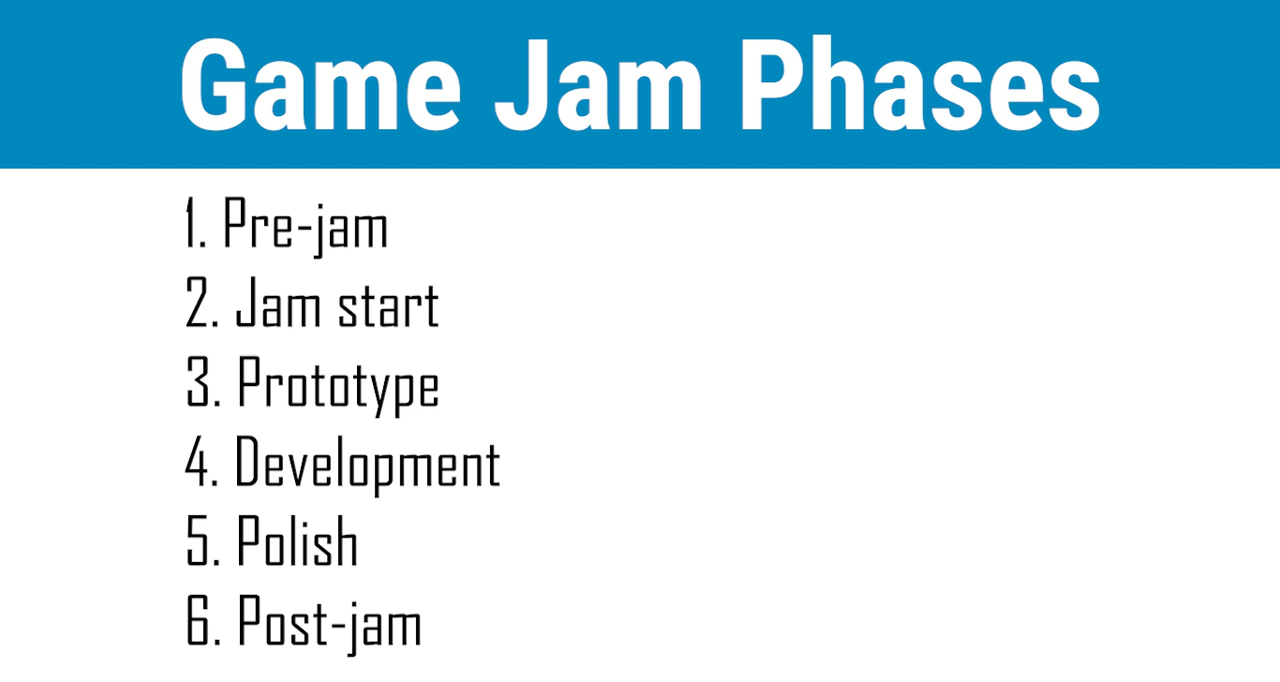 Game Jam Phases
1. Pre-jam
2. Jam start
3. Prototype
4. Development
5. Polish
6. Post-jam